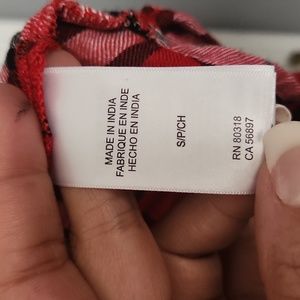 MADE IN INDIA
FABRIQUE EN INDE
HECHO EN INDIA
S/P/CH
RN 80318
CA 56897